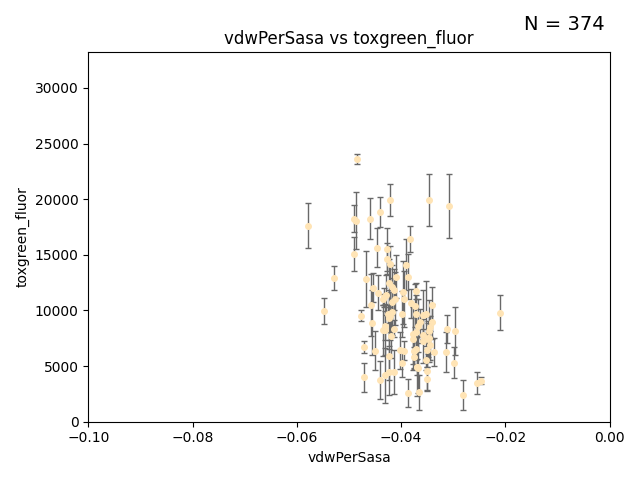 N = 374
vdwPerSasa vs toxgreen_fluor
30000
25000
20000
15000
10000
5000
0
toxgreen_fluor
−0.10 −0.08 −0.06 −0.04 −0.02 0.00
vdwPerSasa